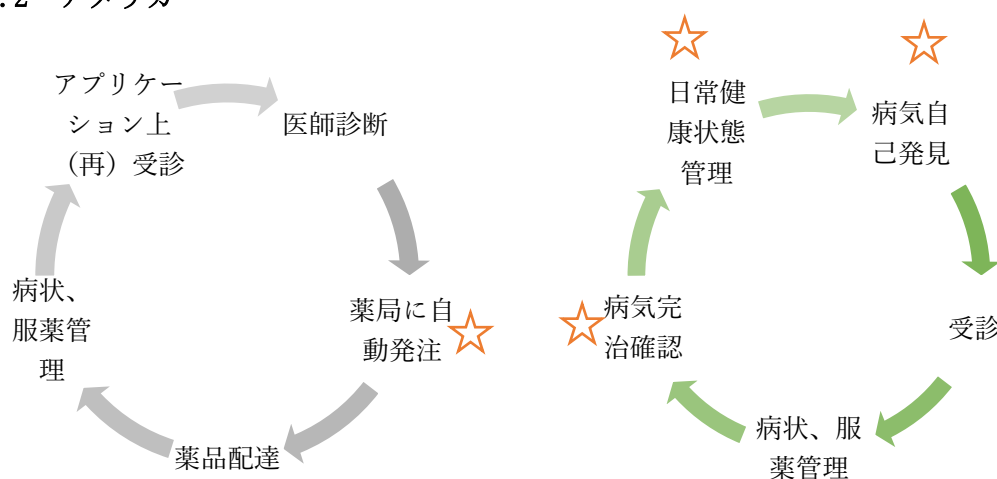 アプリケー
ション上
（再）受診
医師診断
薬局に自
動発注
薬品配達
病状、
服薬管
理
日常健
康状態
管理
病気自
己発見
受診
病状、服
薬管理
病気完
治確認